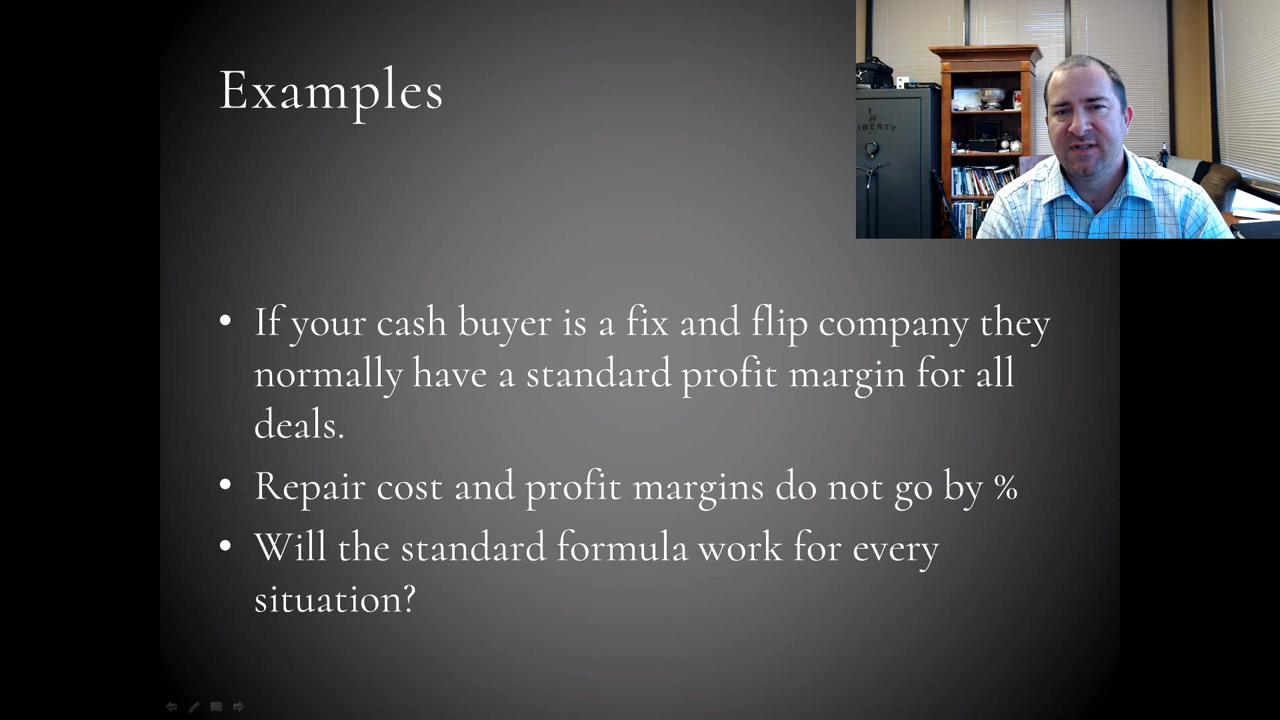 Examples
LIBERTY
• If your cash buyer is a fix and flip company they
normally have a standard profit margin for all
deals.
• Repair cost and profit margins do not go by %
• Will the standard formula work for every
situation?